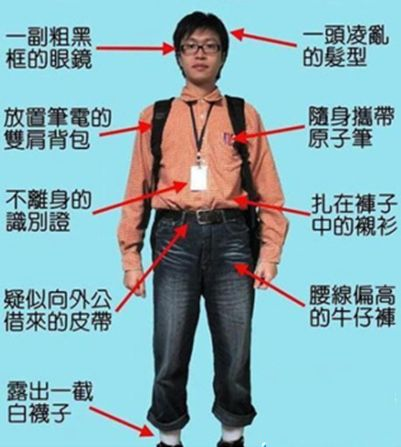 一副粗黑
框的眼鏡
一頭凌亂
的髮型
放置筆電的
雙肩背包
隨身攜帶
原子筆
不離身的
識別證
扎在褲子
中的襯衫
疑似向外公
借來的皮帶
腰線偏高
的牛仔褲
露出一截
白襪子